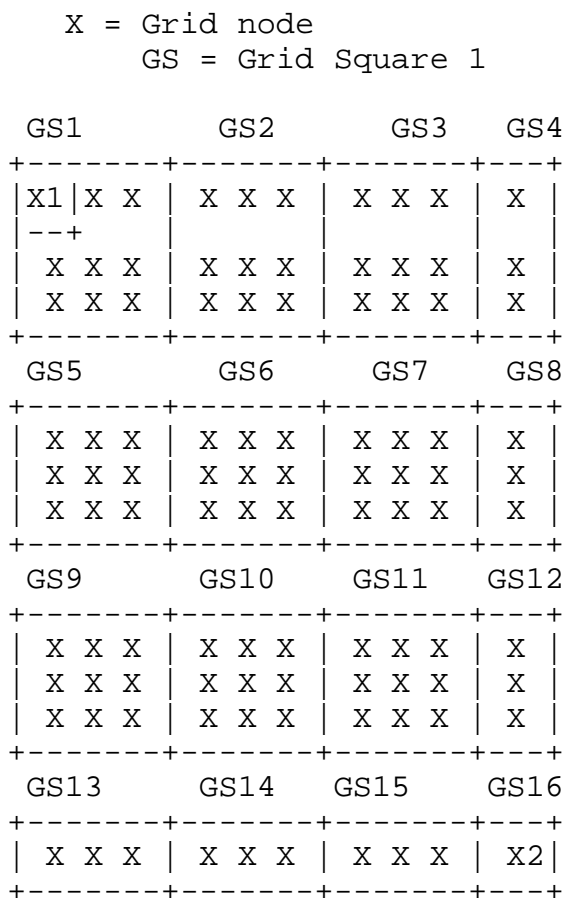 X = Grid node
GS = Grid Square 1
GS1 GS2 GS3 GS4
+-------+-------+-------+---+
|X1|X X | X X X | X X X | X |
|--+ | | | |
| X X X | X X X | X X X | X |
| X X X | X X X | X X X | X |
+-------+-------+-------+---+
GS5 GS6 GS7 GS8
+-------+-------+-------+---+
| X X X | X X X | X X X | X |
| X X X | X X X | X X X | X |
| X X X | X X X | X X X | X |
+-------+-------+-------+---+
GS9 GS10 GS11 GS12
+-------+-------+-------+---+
| X X X | X X X | X X X | X |
| X X X | X X X | X X X | X |
| X X X | X X X | X X X | X |
+-------+-------+-------+---+
GS13 GS14 GS15 GS16
+-------+-------+-------+---+
| X X X | X X X | X X X | X2|
+-------+-------+-------+---+